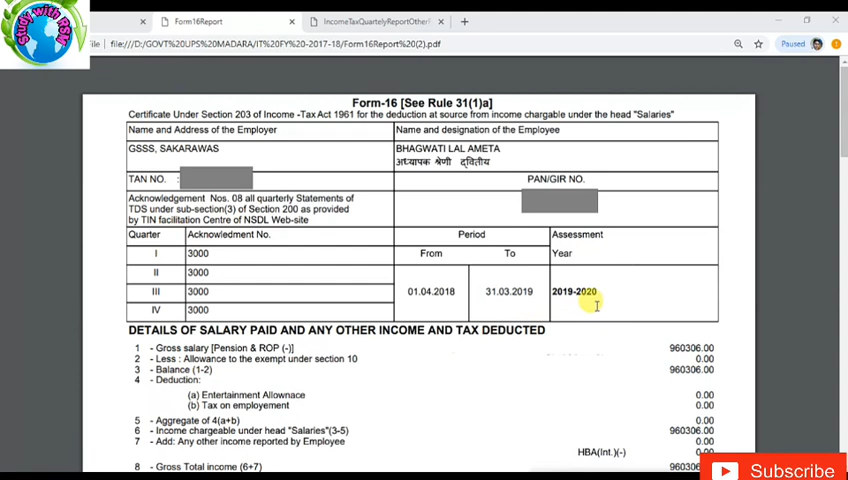 Study with RSM
Form16Report
IncomeTaxQuartelyReportOtherF
Paused
file:///D:/GOVT%20UPS%20MADARA/IT%20FY%20-2017-18/Form16Report%20(2).pdf
Form-16 [See Rule 31(1)a]
Certificate Under Section 203 of Income -Tax Act 1961 for the deduction at source from income chargeable under the head "Salaries"
Name and Address of the Employer
Name and designation of the Employee
GSSS, SAKARAWAS
BHAGWATI LAL AMETA
अध्यापक श्रेणी द्वितीय
TAN NO. :
PAN/GIR NO.
Acknowledgement Nos. 08 all quarterly Statements of
TDS under sub-section(3) of Section 200 as provided
by TIN facilitation Centre of NSDL Web-site
Quarter
Acknowledment No.
Period
Assessment
I
3000
From
To
Year
II
3000
III
3000
01.04.2018
31.03.2019
2019-2020
IV
3000
DETAILS OF SALARY PAID AND ANY OTHER INCOME AND TAX DEDUCTED
1 - Gross salary [Pension & ROP (-)] 960306.00
2 - Less : Allowance to the exempt under section 10 0.00
3 - Balance (1-2) 960306.00
4 - Deduction:
(a) Entertainment Allownace 0.00
(b) Tax on employement 0.00
5 - Aggregate of 4(a+b) 0.00
6 - Income chargeable under head "Salaries"(3-5) 960306.00
7 - Add: Any other income reported by Employee 0.00
HBA(Int.)(-)
8 - Gross Total income (6+7)
Subscribe